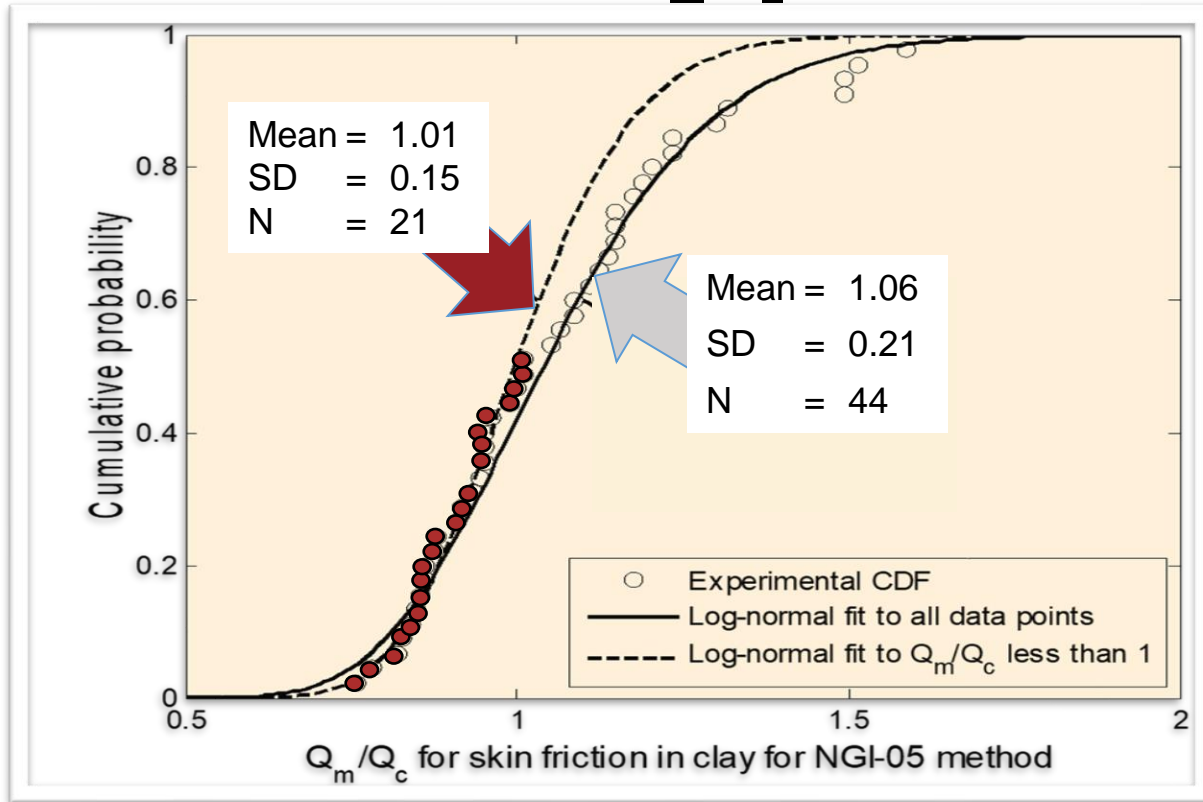 1
0.8
0.6
0.4
0.2
0
0.5
1
1.5
2
Cumulative probability
Mean = 1.01
SD = 0.15
N = 21
Mean = 1.06
SD = 0.21
N = 44
Experimental CDF
Log-normal fit to all data points
Log-normal fit to Qm/Qc less than 1
Qm/Qc for skin friction in clay for NGI-05 method